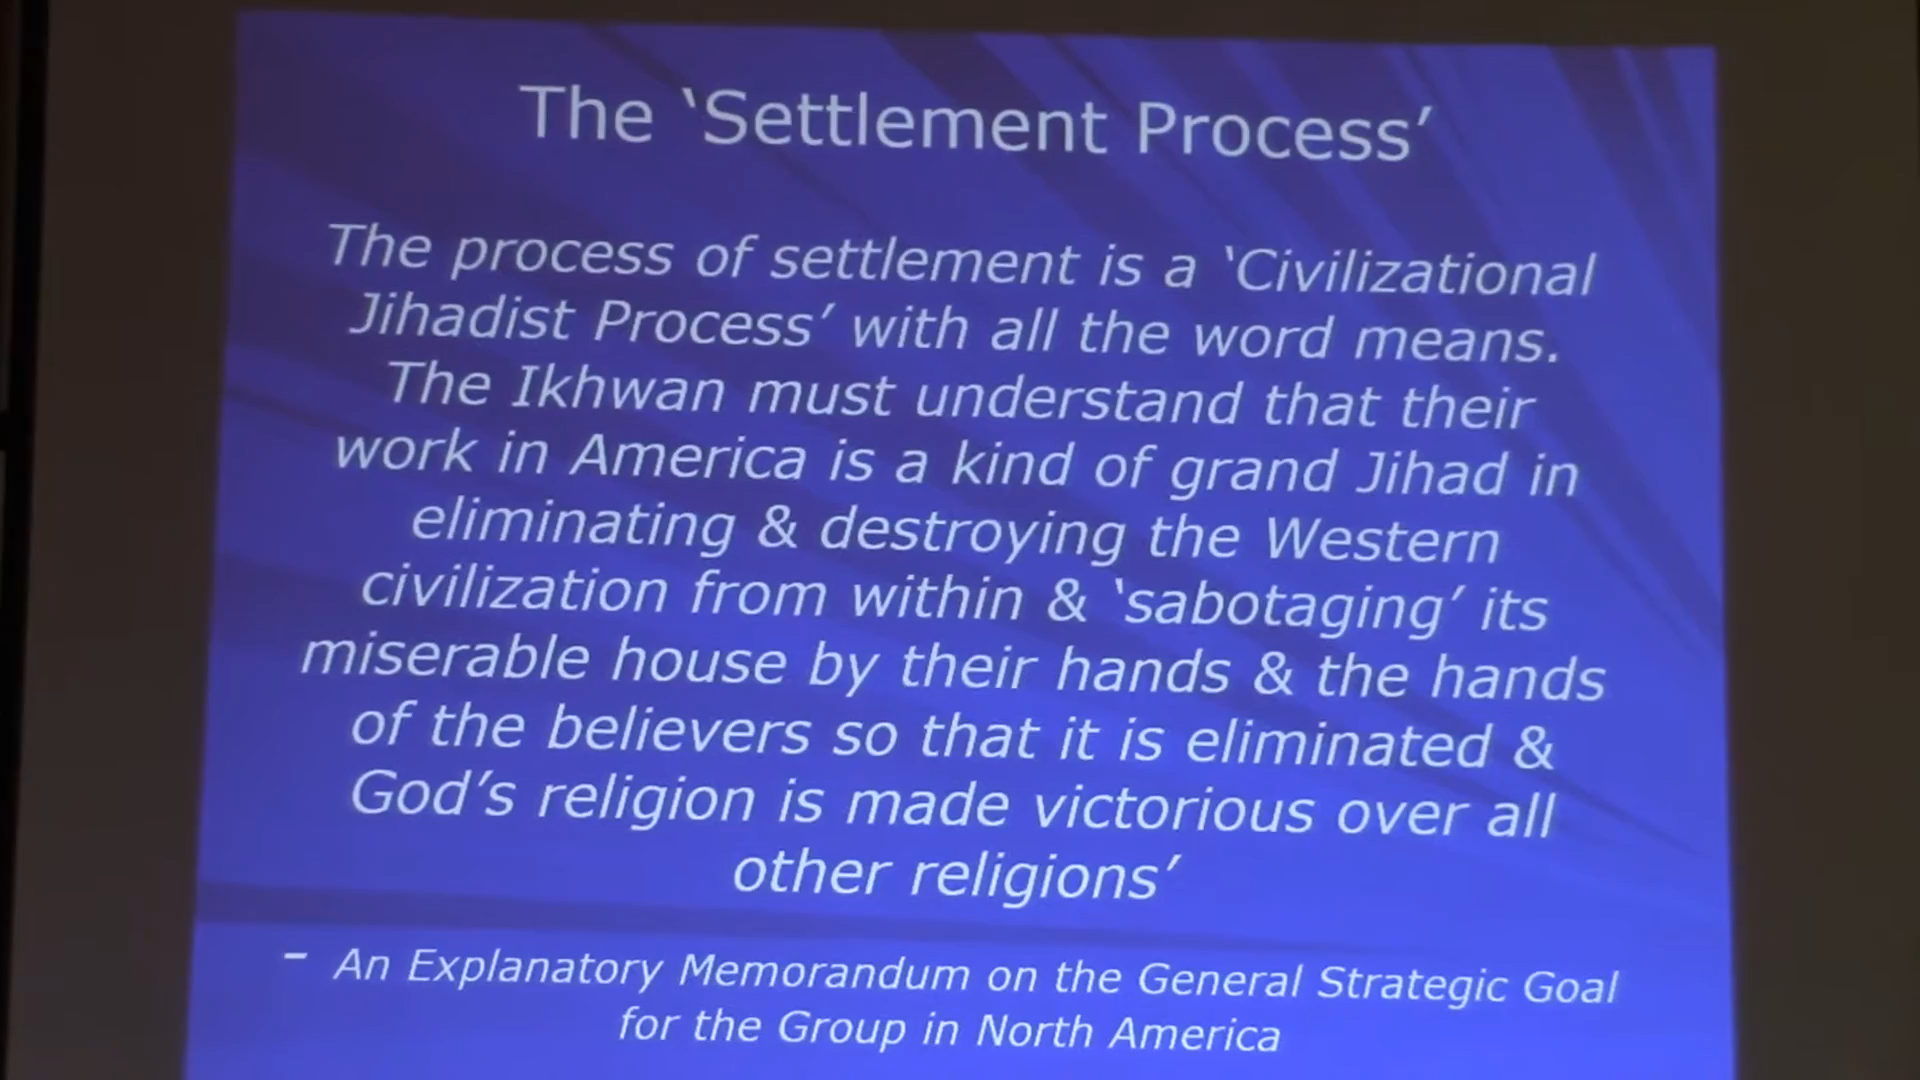 The ‘Settlement Process’
The process of settlement is a ‘Civilizational
Jihadist Process’ with all the word means.
The Ikhwan must understand that their
work in America is a kind of grand Jihad in
eliminating & destroying the Western
civilization from within & ‘sabotaging’ its
miserable house by their hands & the hands
of the believers so that it is eliminated &
God’s religion is made victorious over all
other religions’
– An Explanatory Memorandum on the General Strategic Goal
for the Group in North America